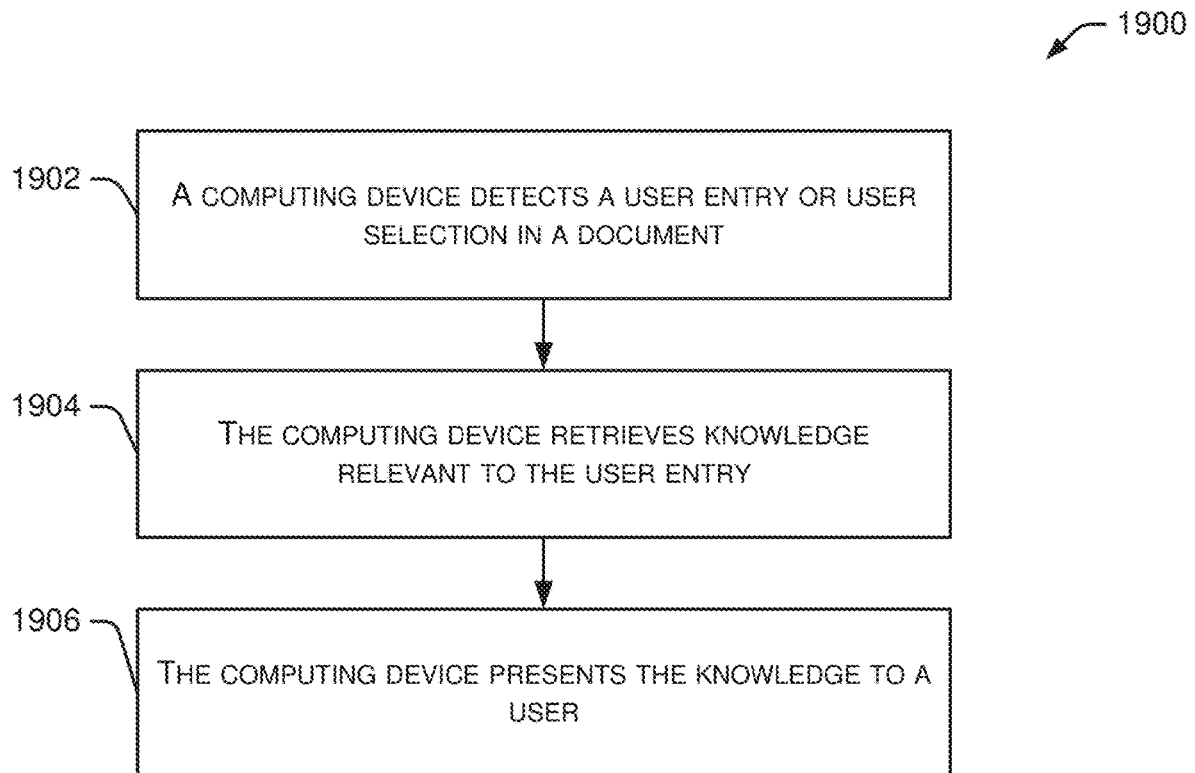 1900
1902
A COMPUTING DEVICE DETECTS A USER ENTRY OR USER
SELECTION IN A DOCUMENT
1904
THE COMPUTING DEVICE RETRIEVES KNOWLEDGE
RELEVANT TO THE USER ENTRY
1906
THE COMPUTING DEVICE PRESENTS THE KNOWLEDGE TO A
USER